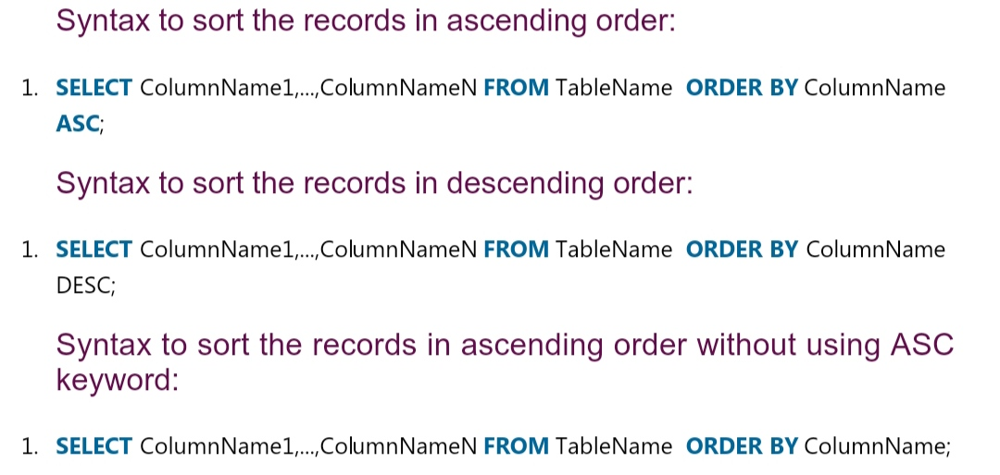 Syntax to sort the records in ascending order:
1. SELECT ColumnName1,...,ColumnNameN FROM TableName  ORDER BY ColumnName
ASC;
Syntax to sort the records in descending order:
1. SELECT ColumnName1,...,ColumnNameN FROM TableName  ORDER BY ColumnName
DESC;
Syntax to sort the records in ascending order without using ASC
keyword:
1. SELECT ColumnName1,...,ColumnNameN FROM TableName  ORDER BY ColumnName;